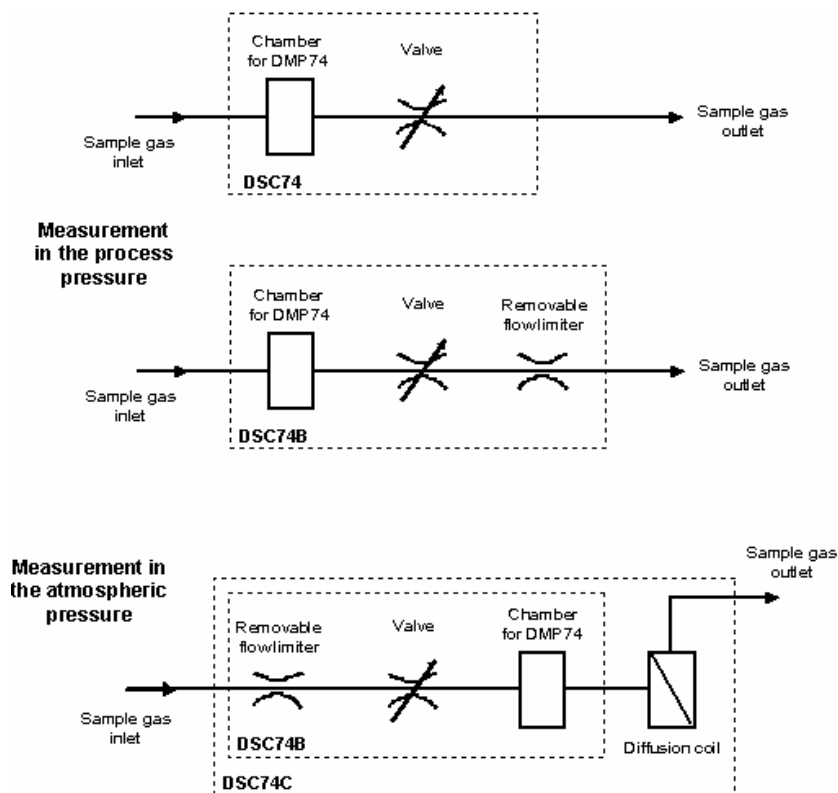 Chamber
for DMP74
Valve
Sample gas
inlet
Sample gas
outlet
DSC74
Measurement
in the process
pressure
Chamber
for DMP74
Valve
Removable
flowlimiter
Sample gas
inlet
Sample gas
outlet
DSC74B
Measurement in
the atmospheric
pressure
Sample gas
outlet
Removable
flowlimiter
Valve
Chamber
for DMP74
Sample gas
inlet
DSC74B
Diffusion coil
DSC74C